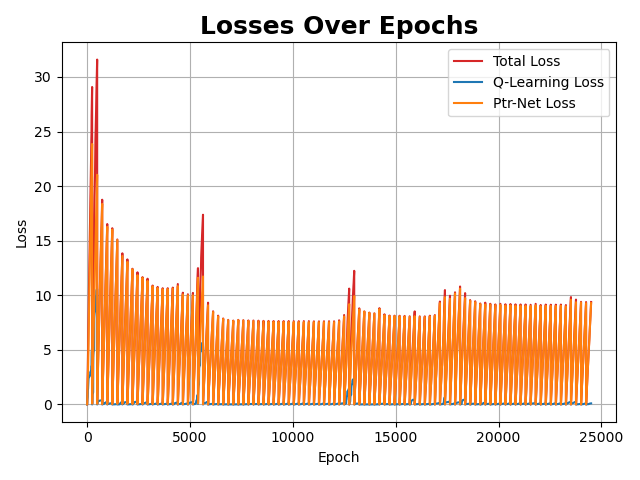 Losses Over Epochs
Total Loss
Q-Learning Loss
Ptr-Net Loss
Loss
30
25
20
15
10
5
0
0
5000
10000
15000
20000
25000
Epoch